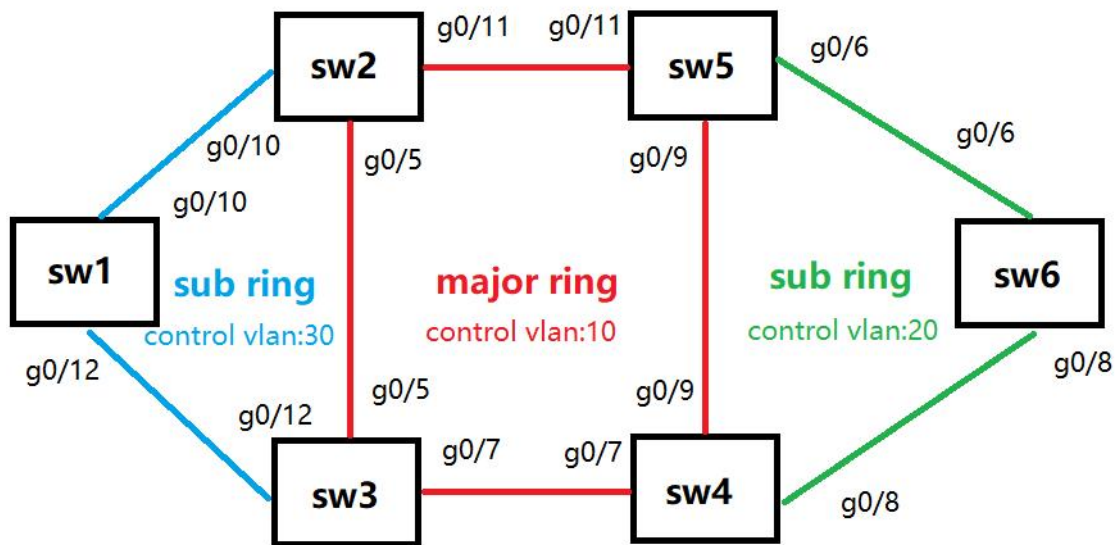 g0/11
g0/11
sw2
sw5
g0/6
g0/10
g0/5
g0/9
g0/6
g0/10
sw1
sub ring
control vlan:30
major ring
control vlan:10
sub ring
control vlan:20
sw6
g0/12
g0/12
g0/5
g0/9
g0/8
g0/7
g0/7
sw3
sw4
g0/8